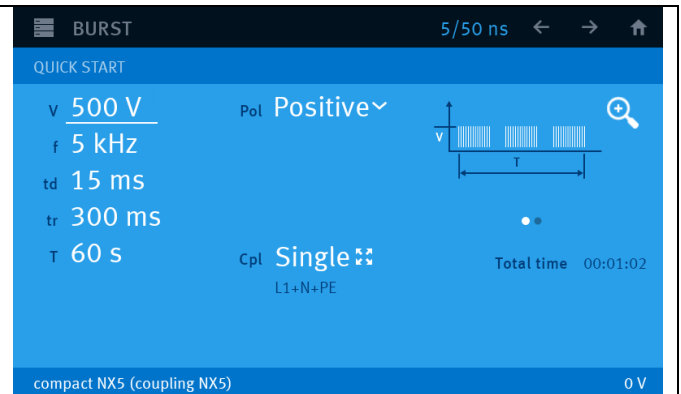 BURST 5/50 ns
QUICK START
V 500 V Pol Positive
f 5 kHz
V
td 15 ms
T
tr 300 ms
T 60 s Cpl Single Total time 00:01:02
L1+N+PE
compact NX5 (coupling NX5) 0 V